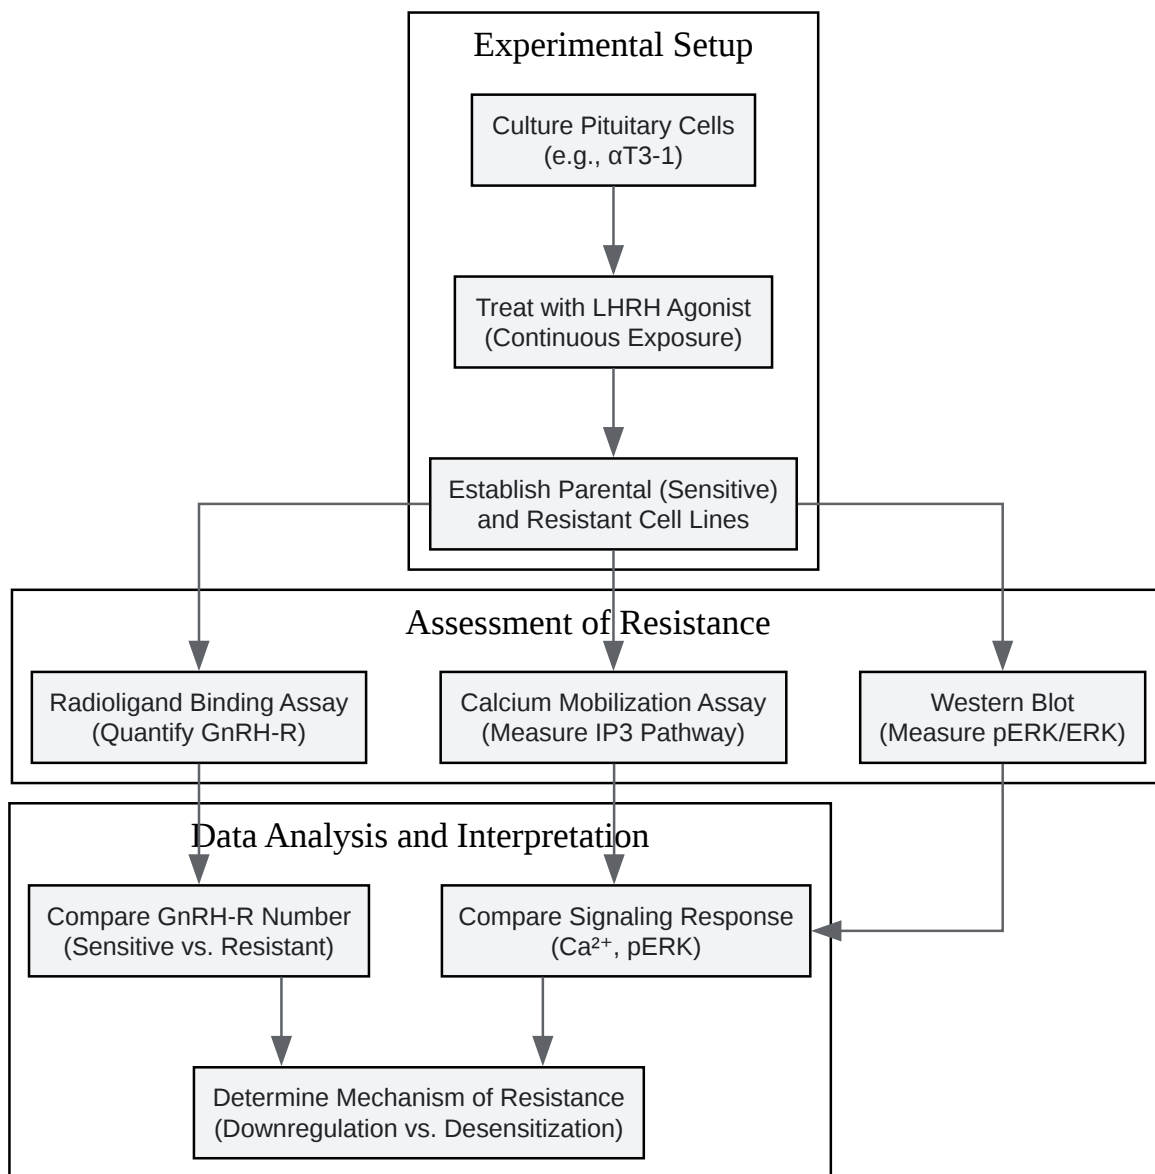 Experimental Setup
Culture Pituitary Cells
(e.g., αT3-1)
Treat with LHRH Agonist
(Continuous Exposure)
Establish Parental (Sensitive)
and Resistant Cell Lines
Assessment of Resistance
Radioligand Binding Assay
(Quantify GnRH-R)
Calcium Mobilization Assay
(Measure IP3 Pathway)
Western Blot
(Measure pERK/ERK)
Data Analysis and Interpretation
Compare GnRH-R Number
(Sensitive vs. Resistant)
Compare Signaling Response
(Ca²⁺, pERK)
Determine Mechanism of Resistance
(Downregulation vs. Desensitization)